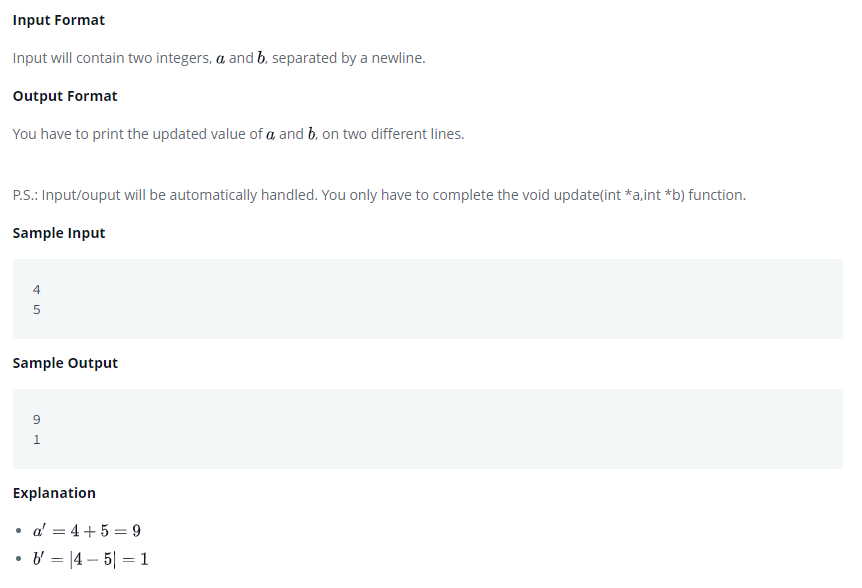 Input Format
Input will contain two integers, a and b, separated by a newline.
Output Format
You have to print the updated value of a and b, on two different lines.
P.S.: Input/ouput will be automatically handled. You only have to complete the void update(int *a,int *b) function.
Sample Input
4
5
Sample Output
9
1
Explanation
• a′ = 4 + 5 = 9
• b′ = |4 − 5| = 1